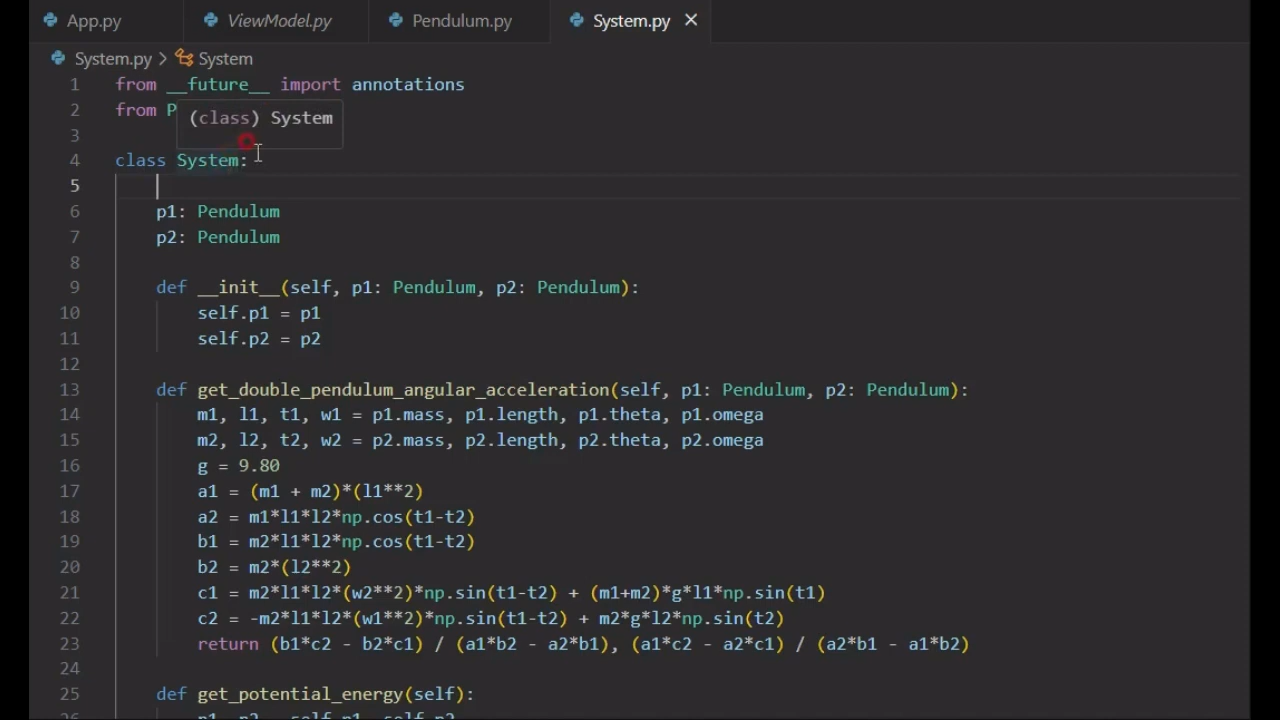 App.py
ViewModel.py
Pendulum.py
System.py
System.py > System
1 from __future__ import annotations
2 from P
(class) System
3
4 class System:
5
6 p1: Pendulum
7 p2: Pendulum
8
9 def __init__(self, p1: Pendulum, p2: Pendulum):
10 self.p1 = p1
11 self.p2 = p2
12
13 def get_double_pendulum_angular_acceleration(self, p1: Pendulum, p2: Pendulum):
14 m1, l1, t1, w1 = p1.mass, p1.length, p1.theta, p1.omega
15 m2, l2, t2, w2 = p2.mass, p2.length, p2.theta, p2.omega
16 g = 9.80
17 a1 = (m1 + m2)*(l1**2)
18 a2 = m1*l1*l2*np.cos(t1-t2)
19 b1 = m2*l1*l2*np.cos(t1-t2)
20 b2 = m2*(l2**2)
21 c1 = m2*l1*l2*(w2**2)*np.sin(t1-t2) + (m1+m2)*g*l1*np.sin(t1)
22 c2 = -m2*l1*l2*(w1**2)*np.sin(t1-t2) + m2*g*l2*np.sin(t2)
23 return (b1*c2 - b2*c1) / (a1*b2 - a2*b1), (a1*c2 - a2*c1) / (a2*b1 - a1*b2)
24
25 def get_potential_energy(self):
26 p1, p2 = self.p1, self.p2